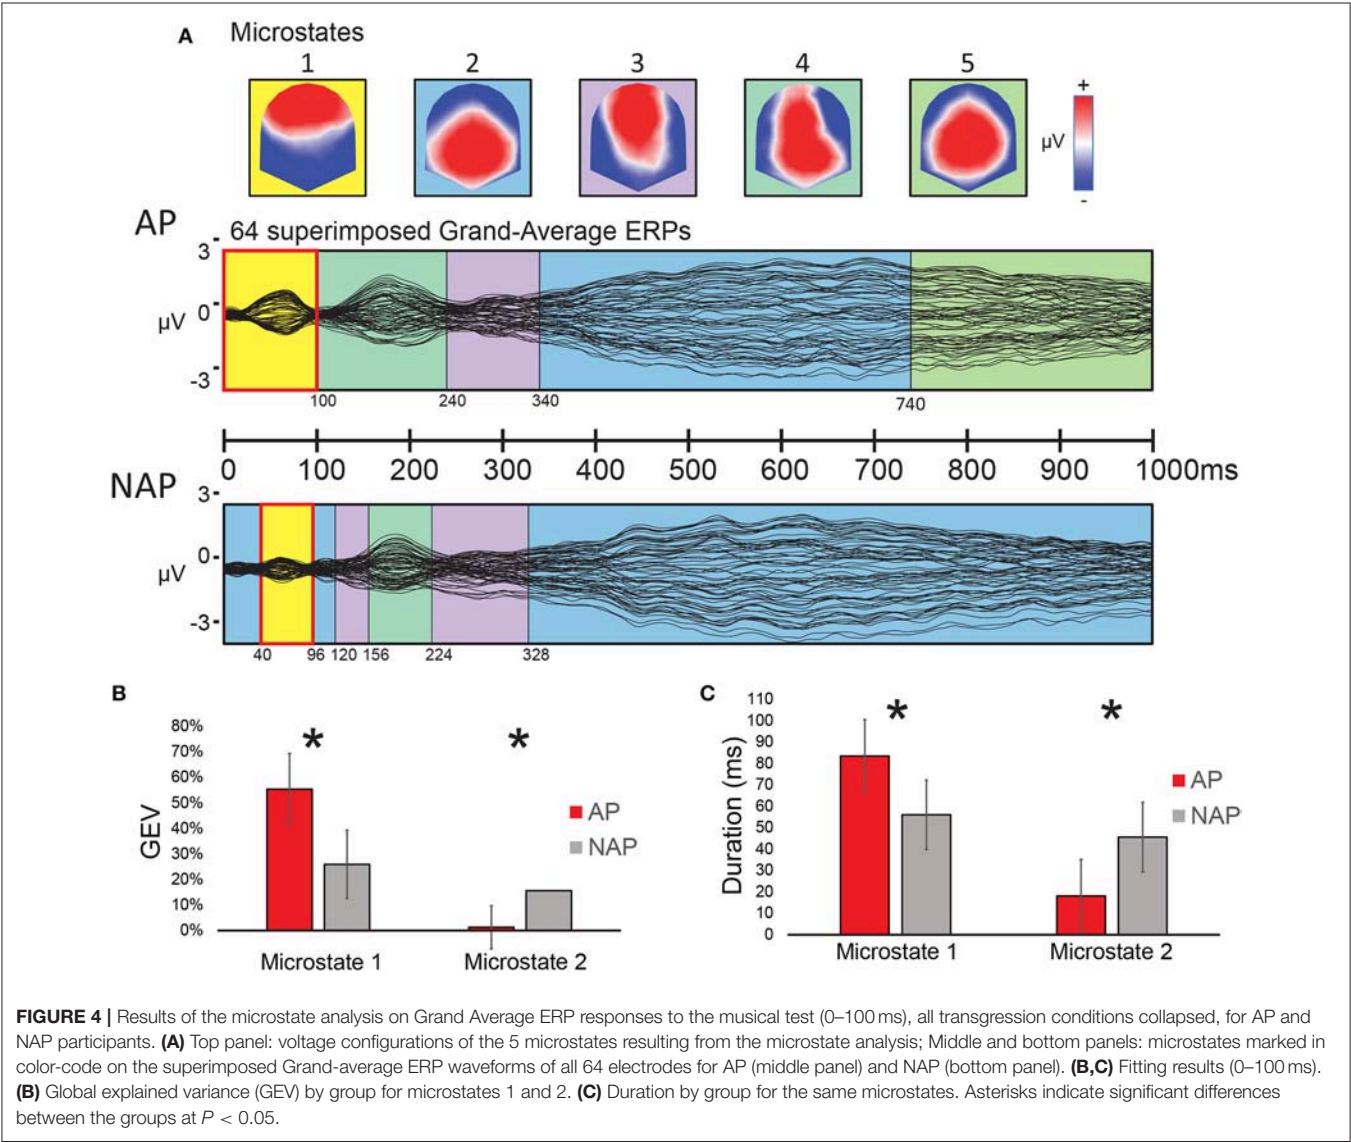 A Microstates
1 2 3 4 5
+
µV
-
AP
64 superimposed Grand-Average ERPs
3
0
µV
-3
100 240 340 740
0 100 200 300 400 500 600 700 800 900 1000ms
NAP
3
0
µV
-3
40 96 120 156 224 328
B
80%
70%
60%
50%
40%
30%
20%
10%
0%
GEV
*
*
AP
NAP
Microstate 1 Microstate 2
C
110
100
90
80
70
60
50
40
30
20
10
0
Duration (ms)
*
*
AP
NAP
Microstate 1 Microstate 2
FIGURE 4 | Results of the microstate analysis on Grand Average ERP responses to the musical test (0–100 ms), all transgression conditions collapsed, for AP and
NAP participants. (A) Top panel: voltage configurations of the 5 microstates resulting from the microstate analysis; Middle and bottom panels: microstates marked in
color-code on the superimposed Grand-average ERP waveforms of all 64 electrodes for AP (middle panel) and NAP (bottom panel). (B,C) Fitting results (0–100 ms).
(B) Global explained variance (GEV) by group for microstates 1 and 2. (C) Duration by group for the same microstates. Asterisks indicate significant differences
between the groups at P < 0.05.